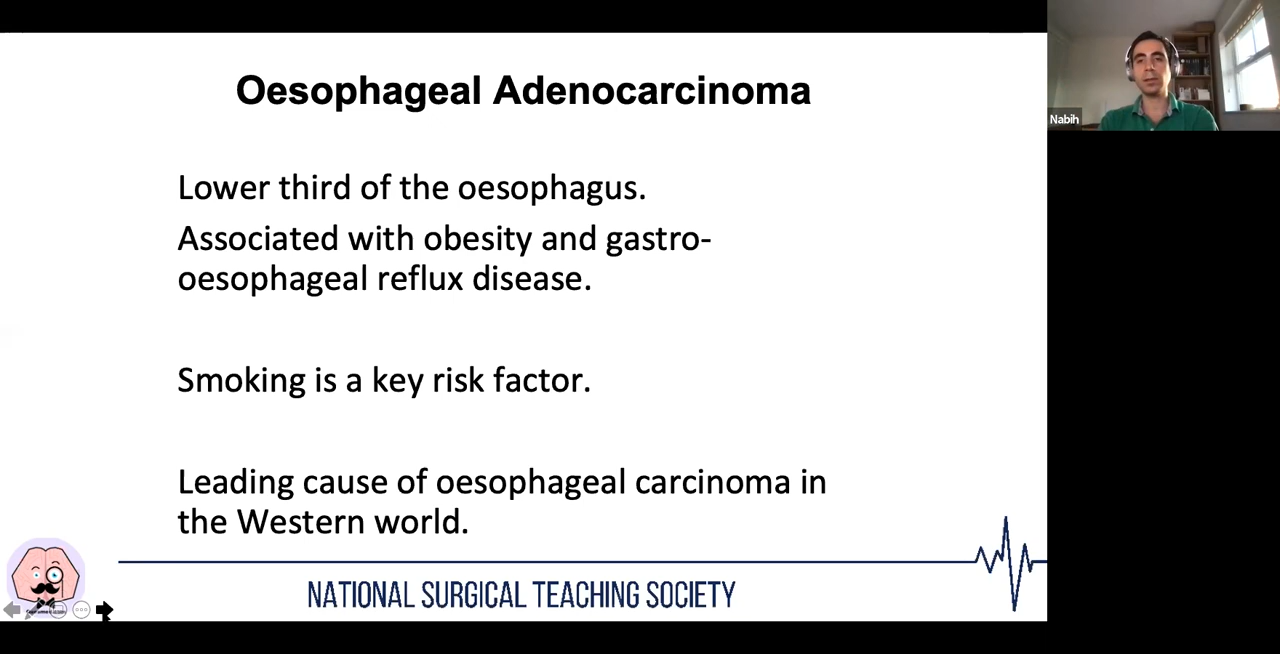 Oesophageal Adenocarcinoma
Nabih
Lower third of the oesophagus.
Associated with obesity and gastro-
oesophageal reflux disease.
Smoking is a key risk factor.
Leading cause of oesophageal carcinoma in
the Western world.
NATIONAL SURGICAL TEACHING SOCIETY